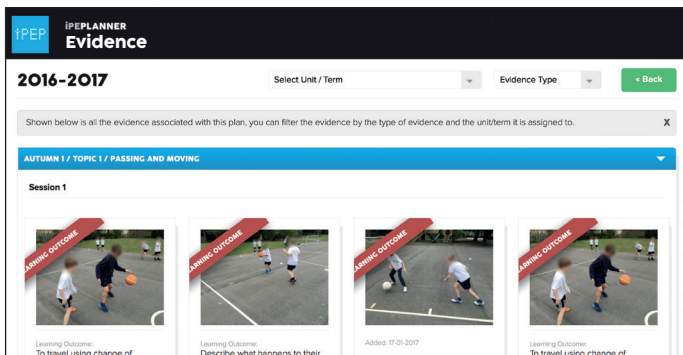 iPEP
iPEPLANNER
Evidence
2016-2017
Select Unit / Term
Evidence Type
< Back
Shown below is all the evidence associated with this plan, you can filter the evidence by the type of evidence and the unit/term it is assigned to.
X
AUTUMN 1 / TOPIC 1 / PASSING AND MOVING
Session 1
ARNING OUTCOME
ARNING OUTCOME
ARNING OUTCOME
ARNING OUTCOME
Learning Outcome:
To travel using change of
Learning Outcome:
Describe what happens to their
Added: 17-01-2017
Learning Outcome:
To travel using change of